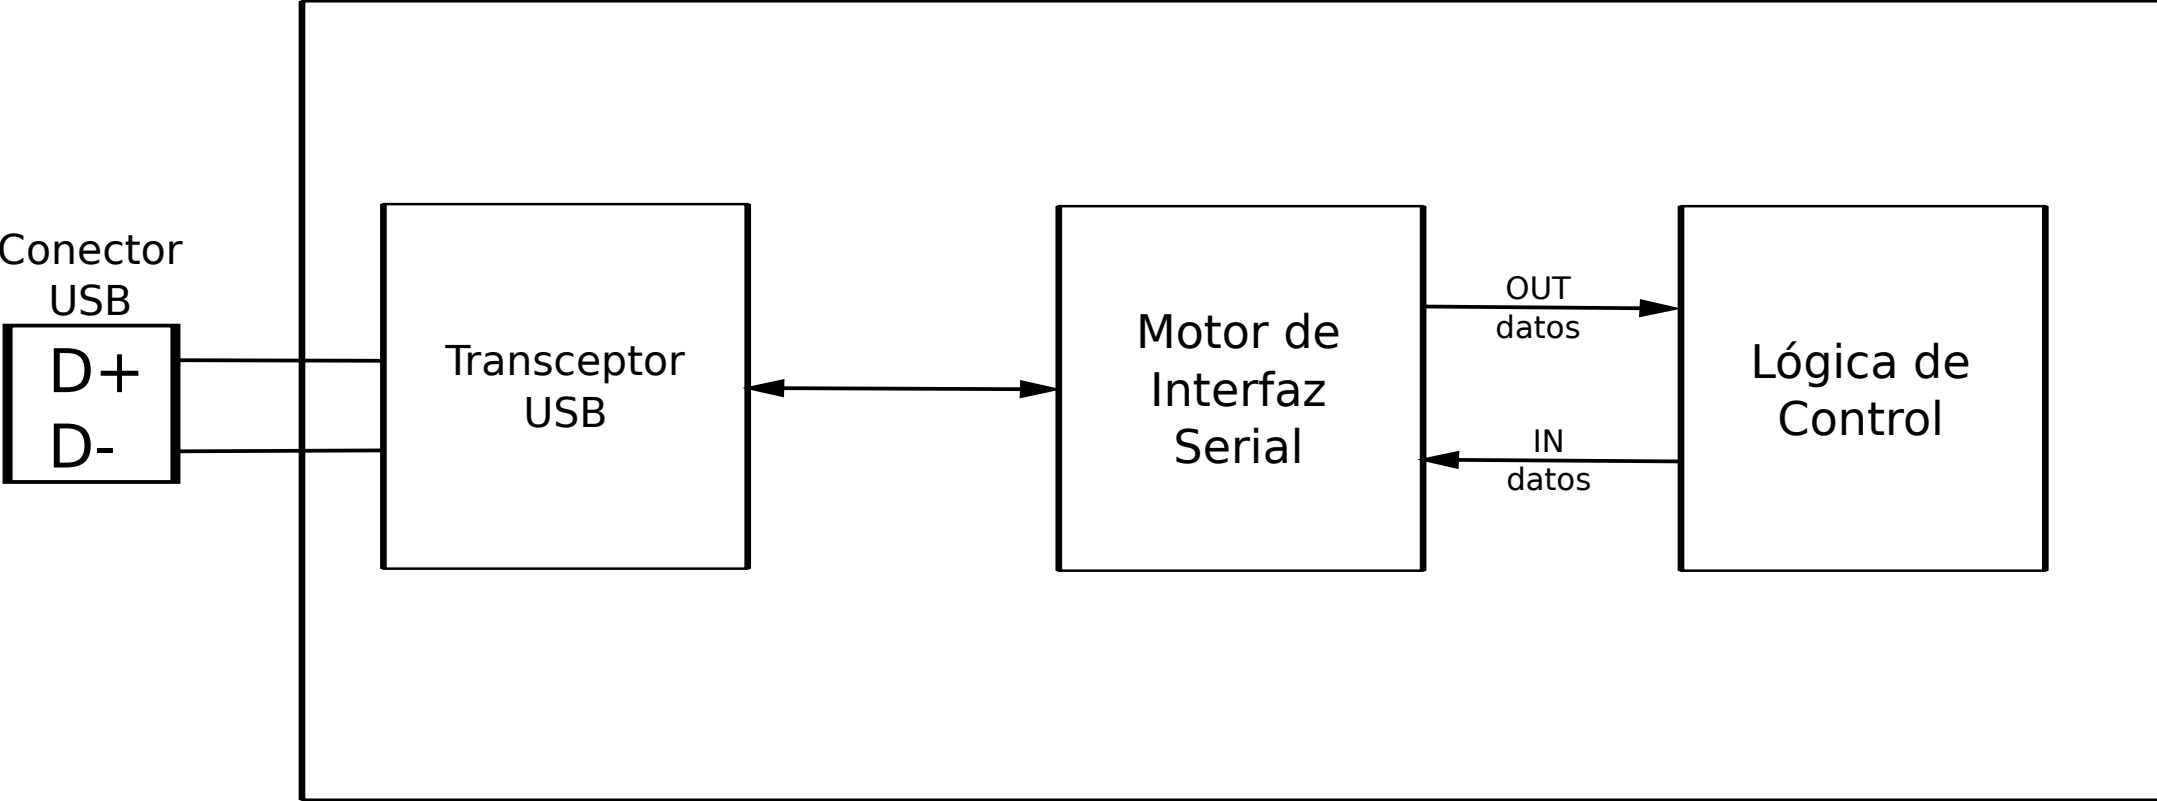 Conector
USB
D+
D-
Transceptor
USB
Motor de
Interfaz
Serial
OUT
datos
IN
datos
Lógica de
Control